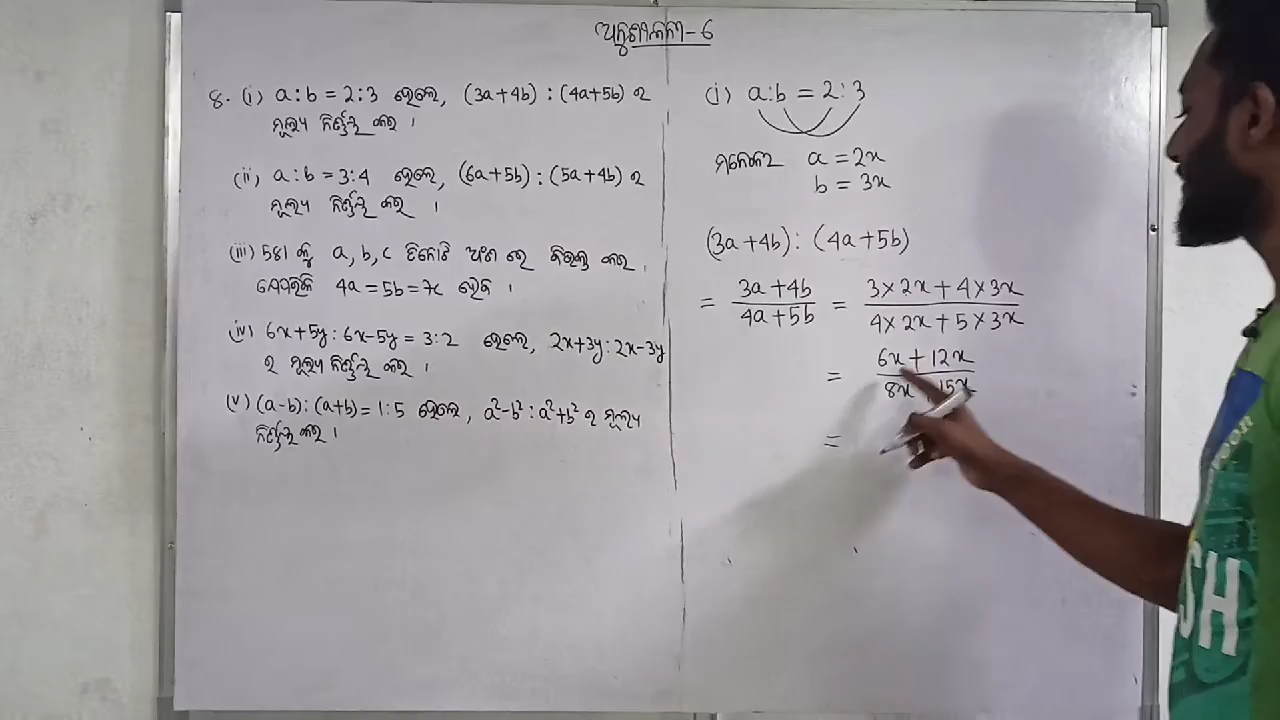 ଅନୁଶୀଳନୀ-6
8. (i) a:b = 2:3 ହେଲେ, (3a+4b) : (4a+5b) ର
ମୂଲ୍ୟ ନିର୍ଣ୍ଣୟ କର ।
(ii) a:b = 3:4 ହେଲେ, (6a+5b) : (5a+4b) ର
ମୂଲ୍ୟ ନିର୍ଣ୍ଣୟ କର ।
(iii) 581 କୁ a, b, c ତିନୋଟି ଅଂଶ ରେ ବିଭକ୍ତ କର,
ଯେପରିକି 4a = 5b = 7c ହେବ ।
(iv) 6x+5y : 6x-5y = 3:2 ହେଲେ, 2x+3y : 2x-3y
ର ମୂଲ୍ୟ ନିର୍ଣ୍ଣୟ କର ।
(v) (a-b) : (a+b) = 1:5 ହେଲେ, a²-b² : a²+b² ର ମୂଲ୍ୟ
ନିର୍ଣ୍ଣୟ କର ।
(i) a:b = 2:3
ମନେକର a = 2x
b = 3x
(3a+4b) : (4a+5b)
= 3a+4b / 4a+5b = 3×2x+4×3x / 4×2x+5×3x
= 6x+12x / 8x 15x
=
SH